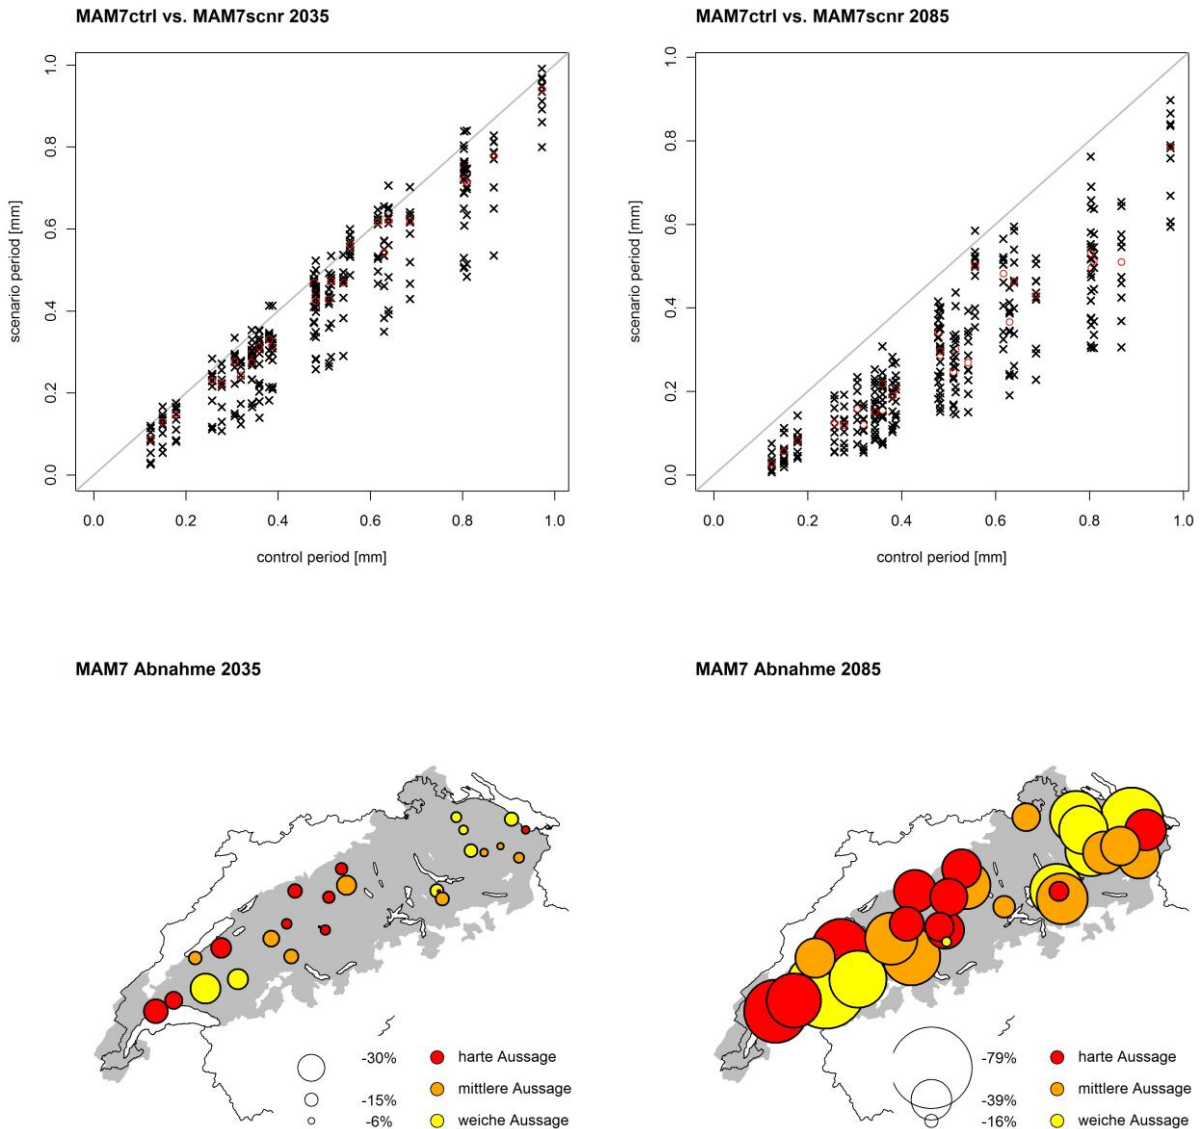 MAM7ctrl vs. MAM7scnr 2035
scenario period [mm]
1.0
0.8
0.6
0.4
0.2
0.0
0.0 0.2 0.4 0.6 0.8 1.0
control period [mm]
MAM7ctrl vs. MAM7scnr 2085
scenario period [mm]
1.0
0.8
0.6
0.4
0.2
0.0
0.0 0.2 0.4 0.6 0.8 1.0
control period [mm]
MAM7 Abnahme 2035
-30% harte Aussage
-15% mittlere Aussage
-6% weiche Aussage
MAM7 Abnahme 2085
-79% harte Aussage
-39% mittlere Aussage
-16% weiche Aussage